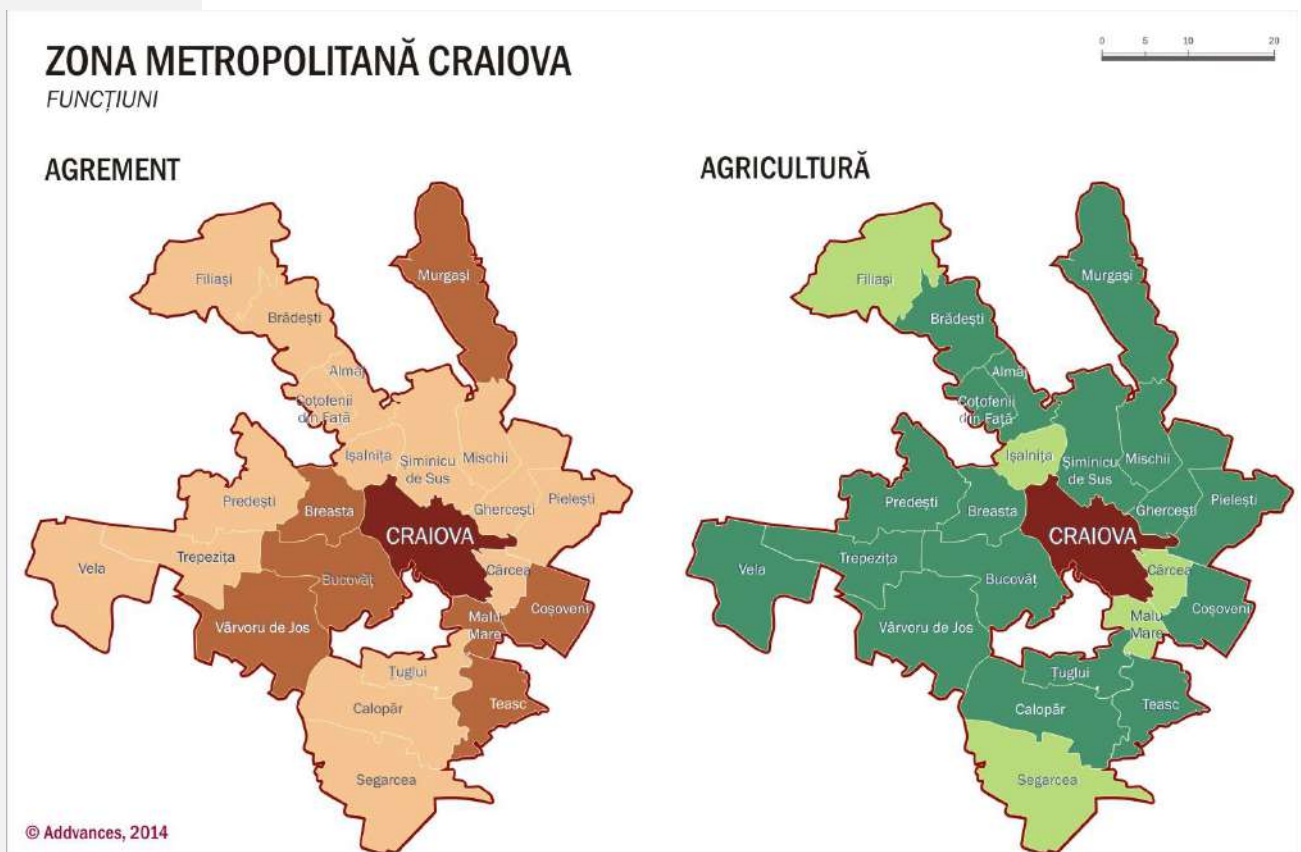 ZONA METROPOLITANĂ CRAIOVA
FUNCȚIUNI
0 5 10 20
AGREMENT
Filiași
Murgași
Brădești
Almăj
Coțofenii
din Față
Ișalnița
Șiminicu
de Sus
Mischii
Predești
Breasta
Ghercești
Pielești
CRAIOVA
Vela
Trepezița
Bucovăț
Cârcea
Coșoveni
Vârvoru de Jos
Malu
Mare
Țuglui
Calopăr
Teasc
Segarcea
AGRICULTURĂ
Filiași
Murgași
Brădești
Almăj
Coțofenii
din Față
Ișalnița
Șiminicu
de Sus
Mischii
Predești
Breasta
Ghercești
Pielești
CRAIOVA
Vela
Trepezița
Bucovăț
Cârcea
Coșoveni
Vârvoru de Jos
Malu
Mare
Țuglui
Calopăr
Teasc
Segarcea
© Addvances, 2014